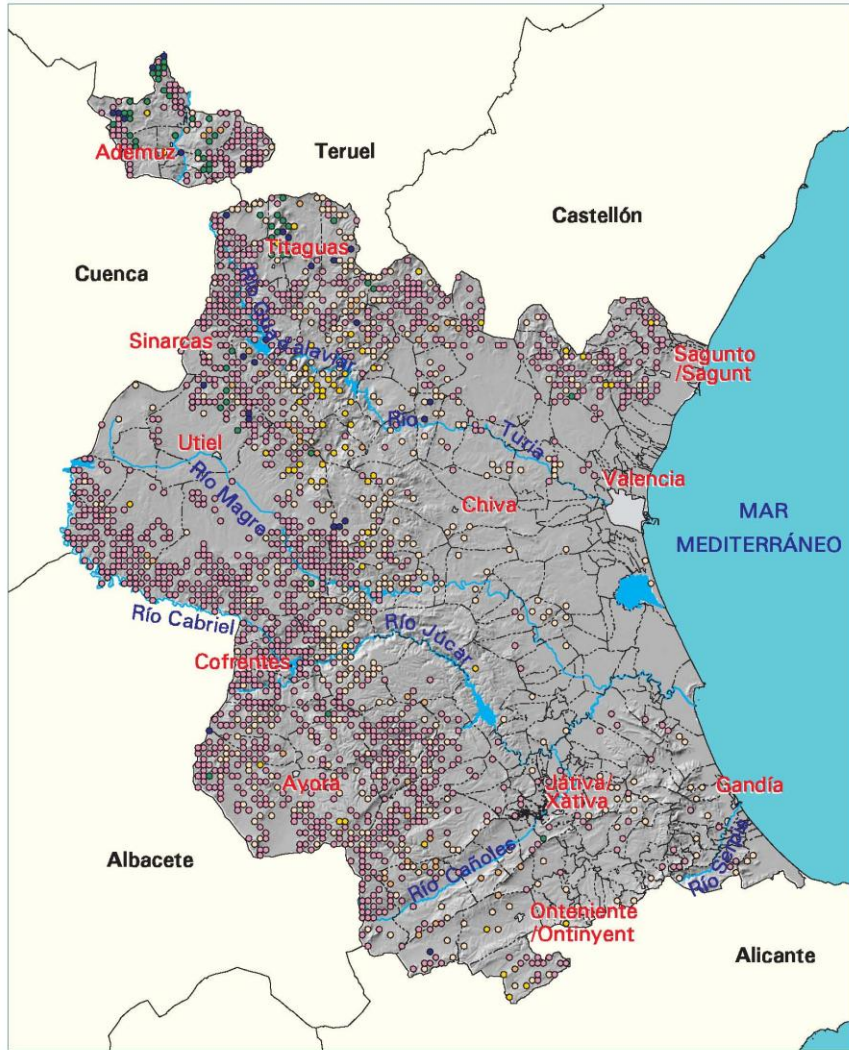 Teruel
Ademuz
Castellón
Titaguas
Cuenca
Río Guadalaviar
Sinarcas
Sagunto
/Sagunt
Río
Turia
Utiel
Río Magro
Valencia
Chiva
MAR
MEDITERRÁNEO
Río Cabriel
Río Júcar
Cofrentes
Ayora
Játiva/
Xàtiva
Gandía
Albacete
Río Cañoles
Río Serpis
Onteniente
/Ontinyent
Alicante